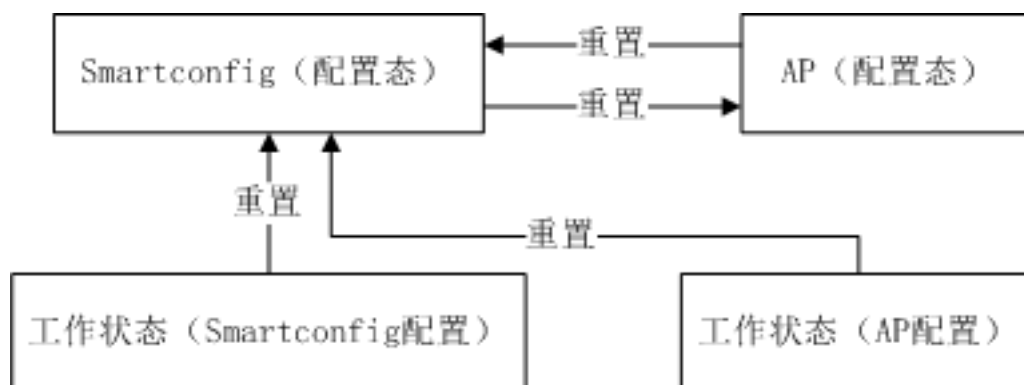 重置
Smartconfig（配置态）
AP（配置态）
重置
重置
重置
工作状态（Smartconfig配置）
工作状态（AP配置）